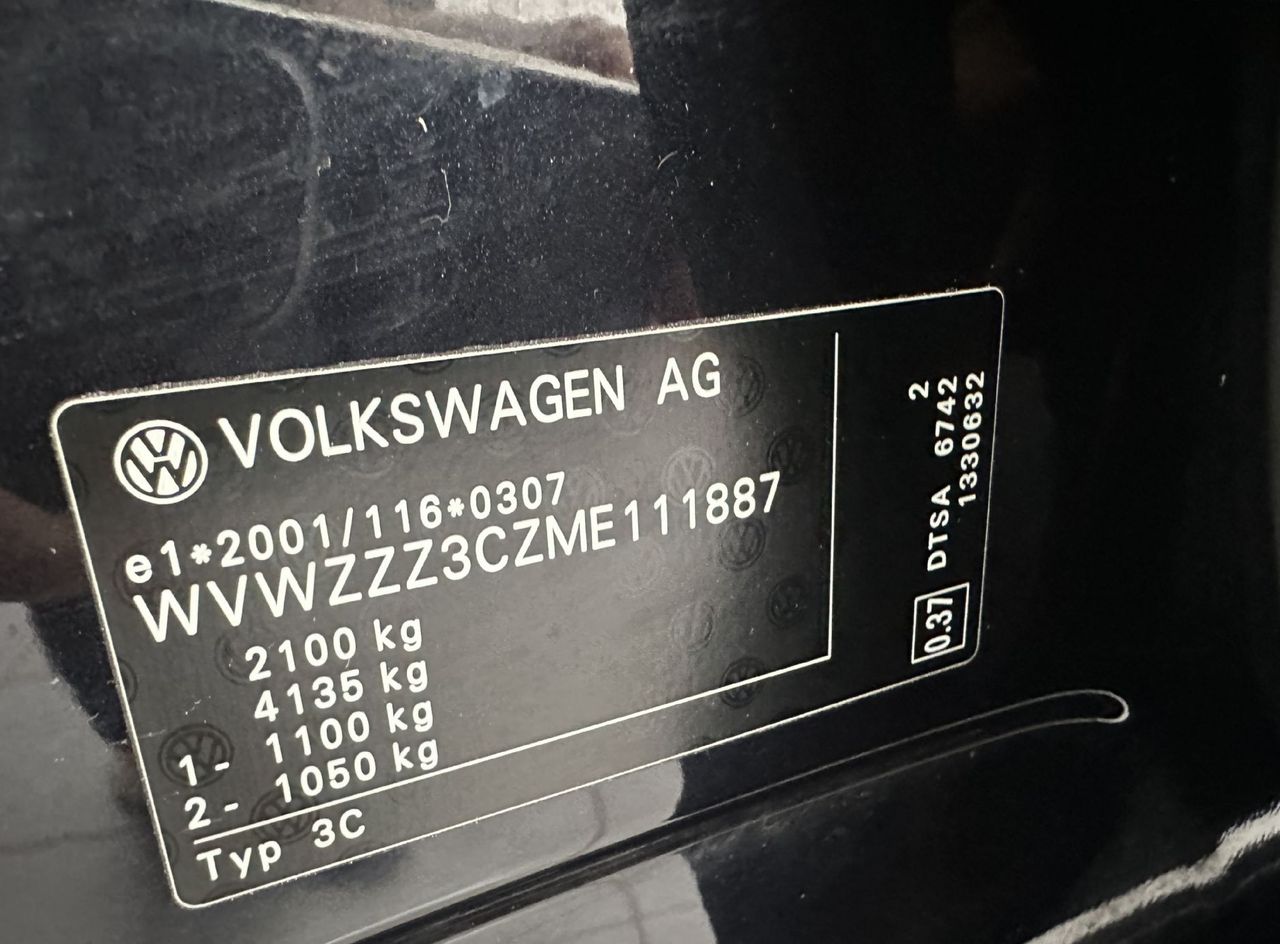 VOLKSWAGEN AG
e1*2001/116*0307
WVWZZZ3CZME111887
2100 kg
4135 kg
1- 1100 kg
2- 1050 kg
Typ 3C
2
DTSA 6742
1330632
0.37